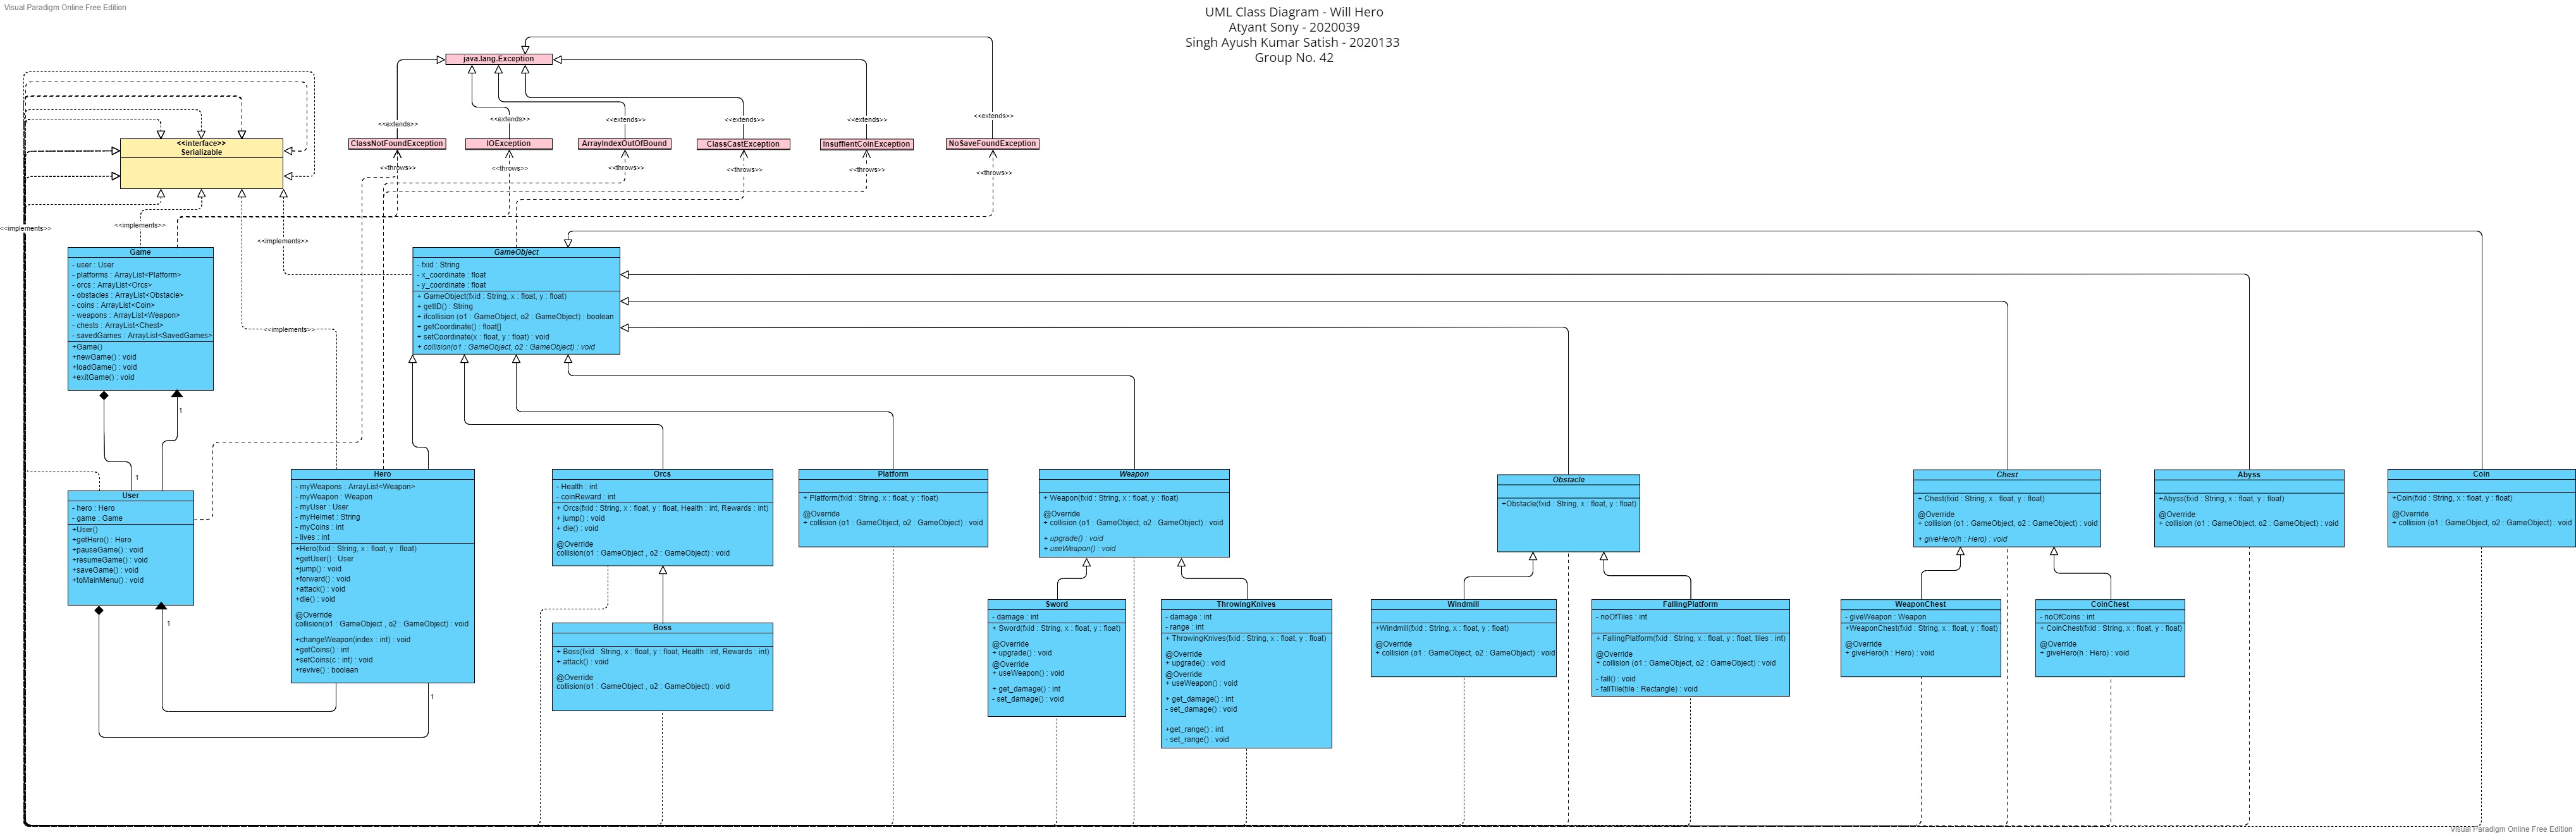 Visual Paradigm Online Free Edition
UML Class Diagram - Will Hero
Atyant Sony - 2020039
Singh Ayush Kumar Satish - 2020133
Group No. 42
java.lang.Exception
<<extends>>
<<extends>>
<<extends>>
<<extends>>
<<extends>>
<<extends>>
<<interface>>
Serializable
ClassNotFoundException
IOException
ArrayIndexOutOfBound
ClassCastException
InsuffientCoinException
NoSaveFoundException
<<throws>>
<<throws>>
<<throws>>
<<throws>>
<<throws>>
<<throws>>
<<implements>>
<<implements>>
<<implements>>
<<implements>>
Game
- user : User
- platforms : ArrayList<Platform>
- orcs : ArrayList<Orcs>
- obstacles : ArrayList<Obstacle>
- coins : ArrayList<Coin>
- weapons : ArrayList<Weapon>
- chests : ArrayList<Chest>
- savedGames : ArrayList<SavedGames>
+Game()
+newGame() : void
+loadGame() : void
+exitGame() : void
1
1
GameObject
- fxid : String
- x_coordinate : float
- y_coordinate : float
+ GameObject(fxid : String, x : float, y : float)
+ getID() : String
+ ifcollision (o1 : GameObject, o2 : GameObject) : boolean
+ getCoordinate() : float[]
+ setCoordinate(x : float, y : float) : void
+ collision(o1 : GameObject, o2 : GameObject) : void
User
- hero : Hero
- game : Game
+User()
+getHero() : Hero
+pauseGame() : void
+resumeGame() : void
+saveGame() : void
+toMainMenu() : void
1
1
Hero
- myWeapons : ArrayList<Weapon>
- myWeapon : Weapon
- myUser : User
- myHelmet : String
- myCoins : int
- lives : int
+Hero(fxid : String, x : float, y : float)
+getUser() : User
+jump() : void
+forward() : void
+attack() : void
+die() : void
@Override
collision(o1 : GameObject , o2 : GameObject) : void
+changeWeapon(index : int) : void
+getCoins() : int
+setCoins(c : int) : void
+revive() : boolean
Orcs
- Health : int
- coinReward : int
+ Orcs(fxid : String, x : float, y : float, Health : int, Rewards : int)
+ jump() : void
+ die() : void
@Override
collision(o1 : GameObject , o2 : GameObject) : void
Boss
+ Boss(fxid : String, x : float, y : float, Health : int, Rewards : int)
+ attack() : void
@Override
collision(o1 : GameObject , o2 : GameObject) : void
Platform
+ Platform(fxid : String, x : float, y : float)
@Override
+ collision (o1 : GameObject, o2 : GameObject) : void
Weapon
+ Weapon(fxid : String, x : float, y : float)
@Override
+ collision (o1 : GameObject, o2 : GameObject) : void
+ upgrade() : void
+ useWeapon() : void
Sword
- damage : int
+ Sword(fxid : String, x : float, y : float)
@Override
+ upgrade() : void
@Override
+ useWeapon() : void
+ get_damage() : int
- set_damage() : void
ThrowingKnives
- damage : int
- range : int
+ ThrowingKnives(fxid : String, x : float, y : float)
@Override
+ upgrade() : void
@Override
+ useWeapon() : void
+ get_damage() : int
- set_damage() : void
+get_range() : int
- set_range() : void
Obstacle
+Obstacle(fxid : String, x : float, y : float)
Windmill
+Windmill(fxid : String, x : float, y : float)
@Override
+ collision (o1 : GameObject, o2 : GameObject) : void
FallingPlatform
- noOfTiles : int
+ FallingPlatform(fxid : String, x : float, y : float, tiles : int)
@Override
+ collision (o1 : GameObject, o2 : GameObject) : void
- fall() : void
- fallTile(tile : Rectangle) : void
Chest
+ Chest(fxid : String, x : float, y : float)
@Override
+ collision (o1 : GameObject, o2 : GameObject) : void
+ giveHero(h : Hero) : void
WeaponChest
- giveWeapon : Weapon
+WeaponChest(fxid : String, x : float, y : float)
@Override
+ giveHero(h : Hero) : void
CoinChest
- noOfCoins : int
+ CoinChest(fxid : String, x : float, y : float)
@Override
+ giveHero(h : Hero) : void
Abyss
+Abyss(fxid : String, x : float, y : float)
@Override
+ collision (o1 : GameObject, o2 : GameObject) : void
Coin
+Coin(fxid : String, x : float, y : float)
@Override
+ collision (o1 : GameObject, o2 : GameObject) : void
Visual Paradigm Online Free Edition